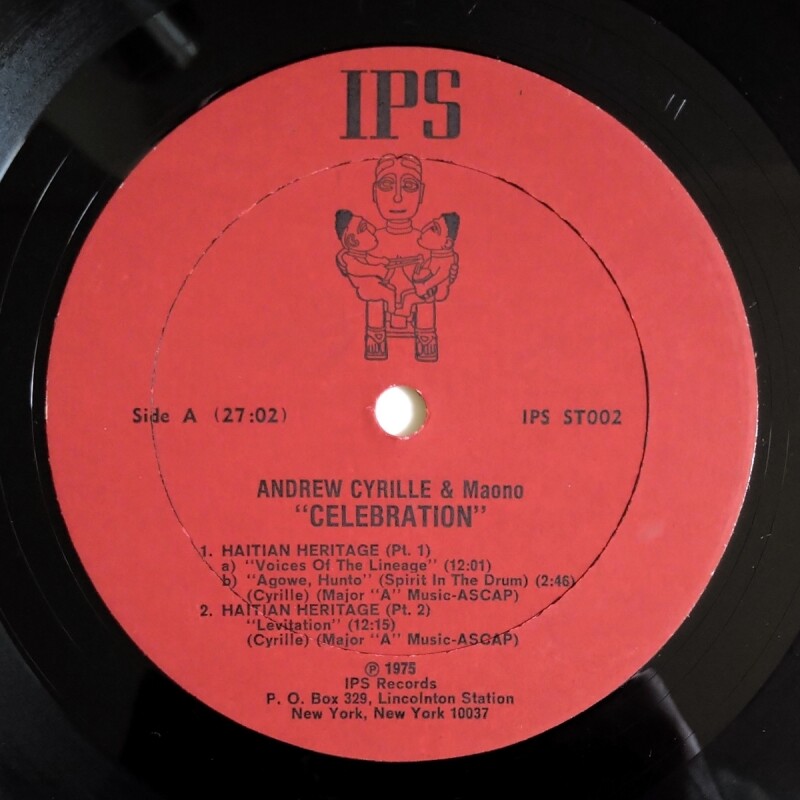 IPS
Side A (27:02)
IPS ST002
ANDREW CYRILLE & Maono
"CELEBRATION"
1. HAITIAN HERITAGE (Pt. 1)
a) "Voices Of The Lineage" (12:01)
b) "Agowe, Hunto" (Spirit In The Drum) (2:46)
(Cyrille) (Major "A" Music-ASCAP)
2. HAITIAN HERITAGE (Pt. 2)
"Levitation" (12:15)
(Cyrille) (Major "A" Music-ASCAP)
℗ 1975
IPS Records
P. O. Box 329, Lincolnton Station
New York, New York 10037